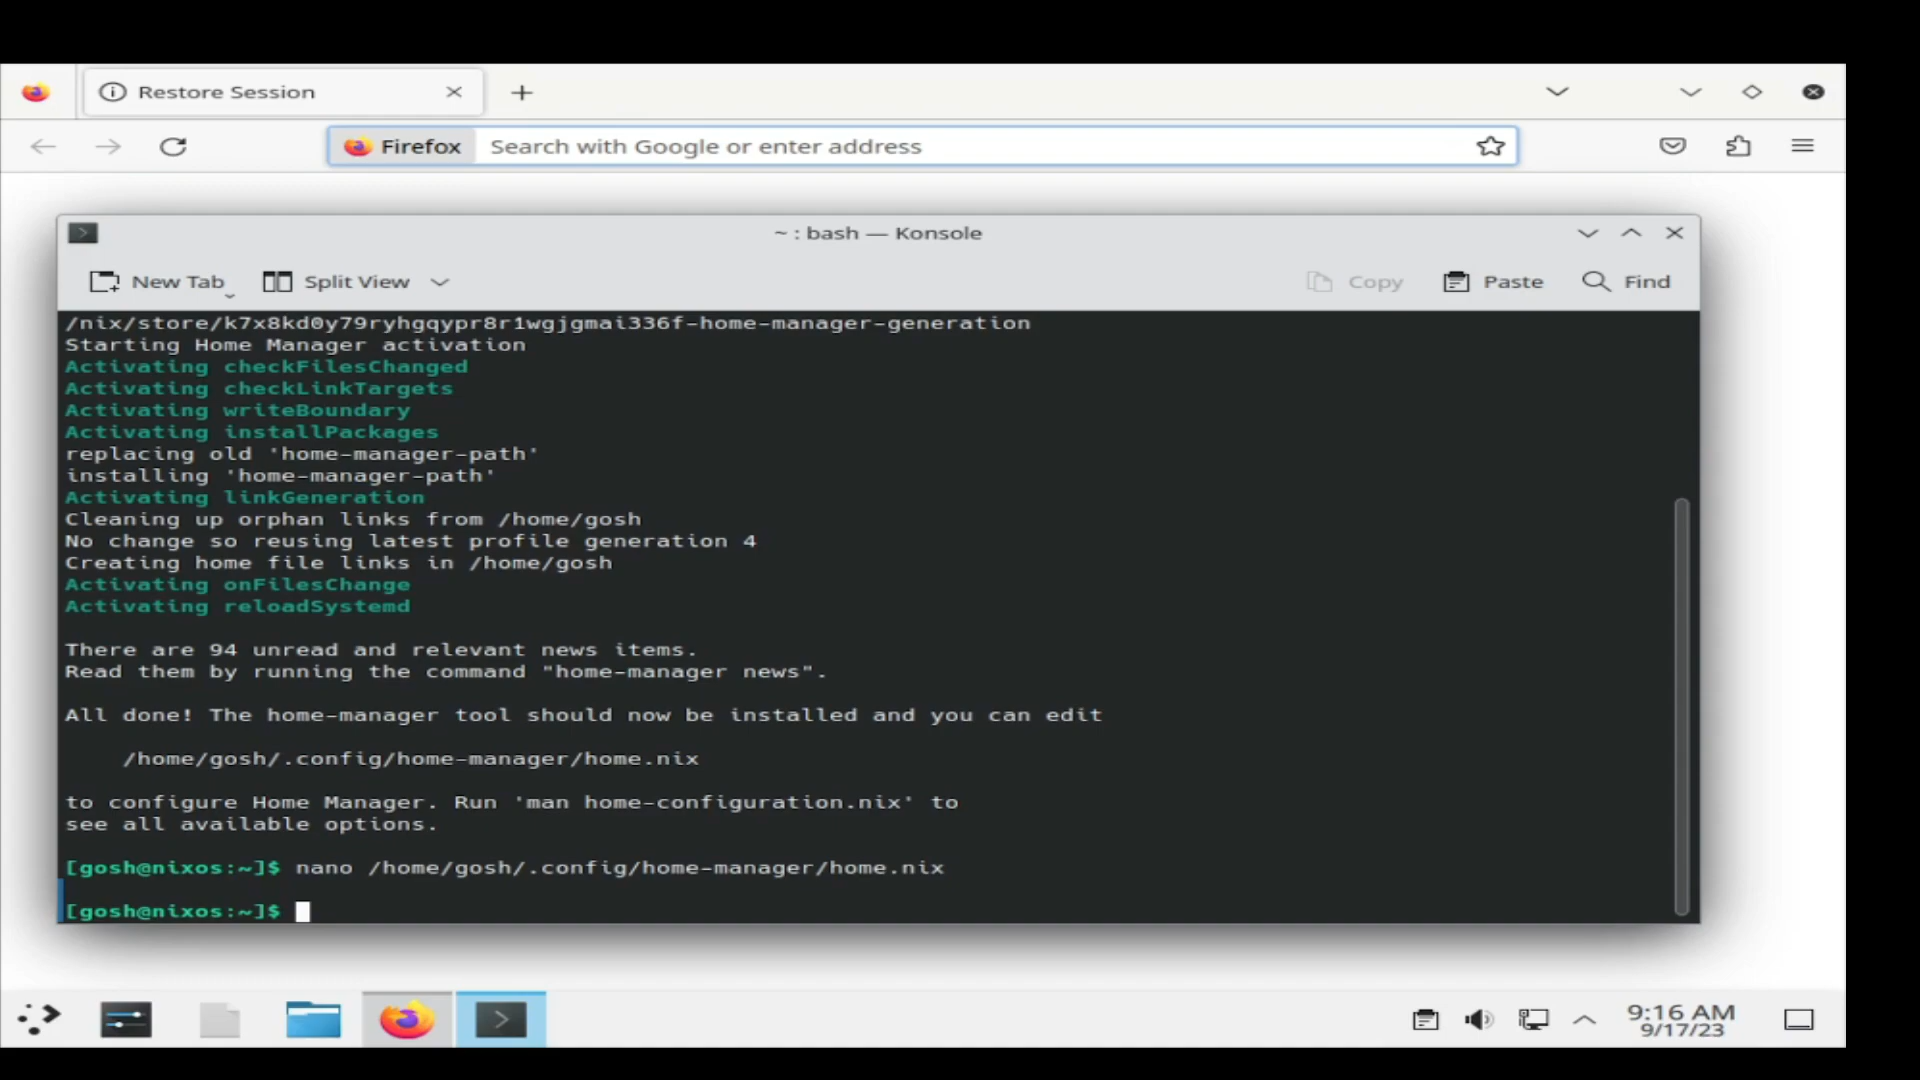 Restore Session
Firefox Search with Google or enter address
~ : bash — Konsole
New Tab Split View Copy Paste Find
/nix/store/k7x8kd0y79ryhgqypr8r1wgjgmai336f-home-manager-generation
Starting Home Manager activation
Activating checkFilesChanged
Activating checkLinkTargets
Activating writeBoundary
Activating installPackages
replacing old 'home-manager-path'
installing 'home-manager-path'
Activating linkGeneration
Cleaning up orphan links from /home/gosh
No change so reusing latest profile generation 4
Creating home file links in /home/gosh
Activating onFilesChange
Activating reloadSystemd
There are 94 unread and relevant news items.
Read them by running the command "home-manager news".
All done! The home-manager tool should now be installed and you can edit
/home/gosh/.config/home-manager/home.nix
to configure Home Manager. Run 'man home-configuration.nix' to
see all available options.
[gosh@nixos:~]$ nano /home/gosh/.config/home-manager/home.nix
[gosh@nixos:~]$
9:16 AM
9/17/23